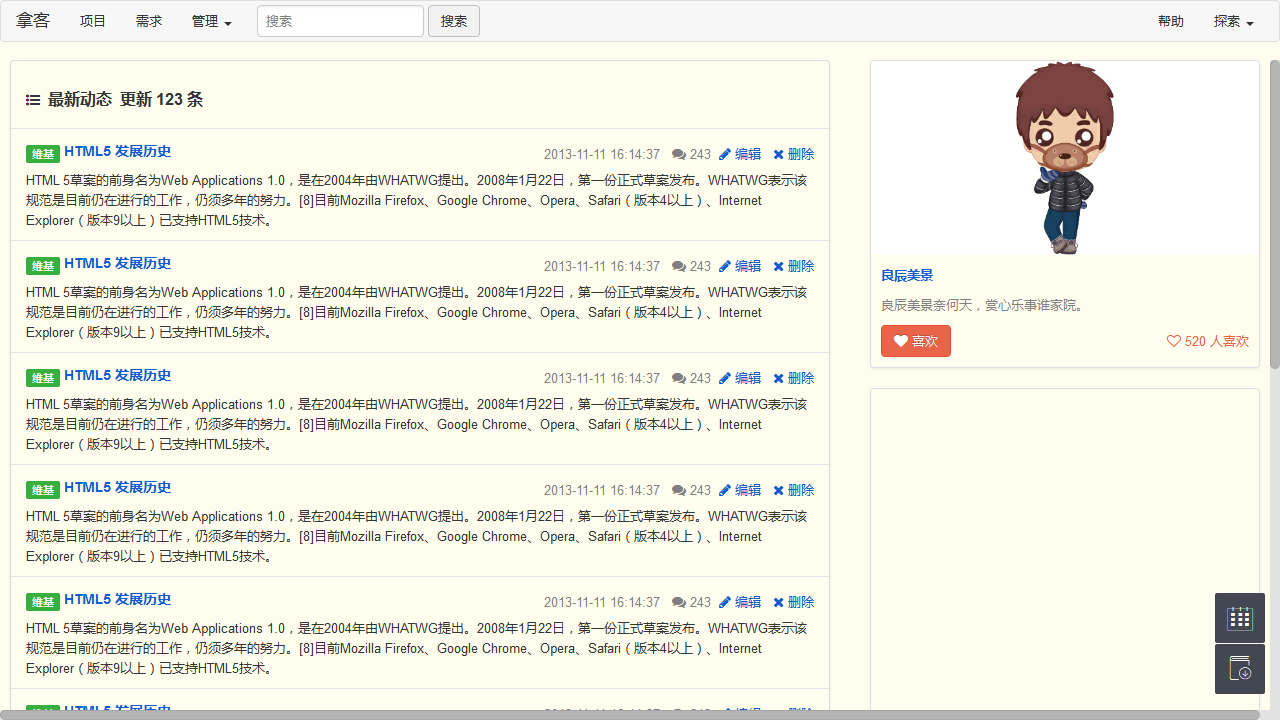 拿客 项目 需求 管理 搜索 搜索 帮助 探索
最新动态 更新 123 条
维基 HTML5 发展历史 2013-11-11 16:14:37 243 编辑 删除
HTML 5草案的前身名为Web Applications 1.0，是在2004年由WHATWG提出。2008年1月22日，第一份正式草案发布。WHATWG表示该
规范是目前仍在进行的工作，仍须多年的努力。[8]目前Mozilla Firefox、Google Chrome、Opera、Safari（版本4以上）、Internet
Explorer（版本9以上）已支持HTML5技术。
维基 HTML5 发展历史 2013-11-11 16:14:37 243 编辑 删除
HTML 5草案的前身名为Web Applications 1.0，是在2004年由WHATWG提出。2008年1月22日，第一份正式草案发布。WHATWG表示该
规范是目前仍在进行的工作，仍须多年的努力。[8]目前Mozilla Firefox、Google Chrome、Opera、Safari（版本4以上）、Internet
Explorer（版本9以上）已支持HTML5技术。
维基 HTML5 发展历史 2013-11-11 16:14:37 243 编辑 删除
HTML 5草案的前身名为Web Applications 1.0，是在2004年由WHATWG提出。2008年1月22日，第一份正式草案发布。WHATWG表示该
规范是目前仍在进行的工作，仍须多年的努力。[8]目前Mozilla Firefox、Google Chrome、Opera、Safari（版本4以上）、Internet
Explorer（版本9以上）已支持HTML5技术。
维基 HTML5 发展历史 2013-11-11 16:14:37 243 编辑 删除
HTML 5草案的前身名为Web Applications 1.0，是在2004年由WHATWG提出。2008年1月22日，第一份正式草案发布。WHATWG表示该
规范是目前仍在进行的工作，仍须多年的努力。[8]目前Mozilla Firefox、Google Chrome、Opera、Safari（版本4以上）、Internet
Explorer（版本9以上）已支持HTML5技术。
维基 HTML5 发展历史 2013-11-11 16:14:37 243 编辑 删除
HTML 5草案的前身名为Web Applications 1.0，是在2004年由WHATWG提出。2008年1月22日，第一份正式草案发布。WHATWG表示该
规范是目前仍在进行的工作，仍须多年的努力。[8]目前Mozilla Firefox、Google Chrome、Opera、Safari（版本4以上）、Internet
Explorer（版本9以上）已支持HTML5技术。
良辰美景
良辰美景奈何天，赏心乐事谁家院。
喜欢 520 人喜欢